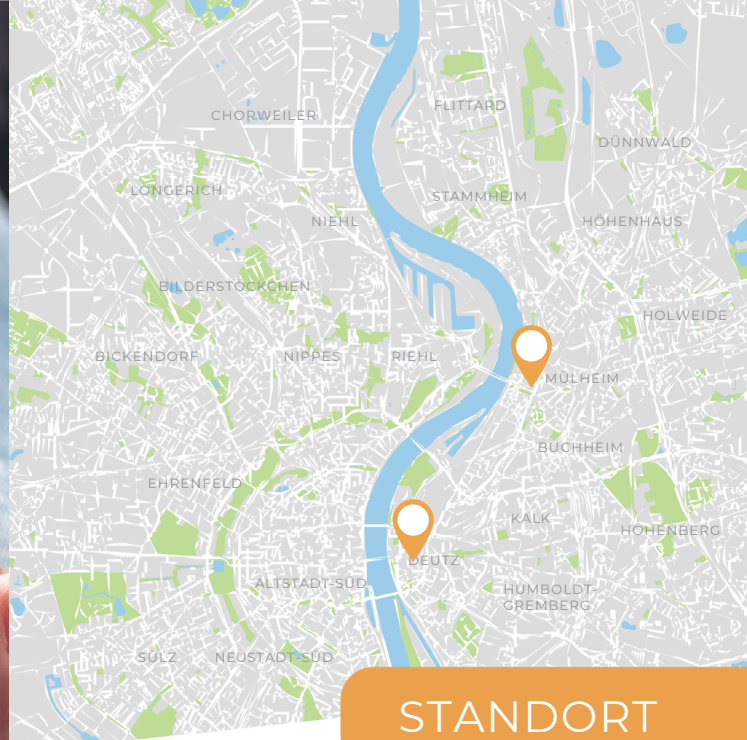 CHORWEILER
FLITTARD
DÜNNWALD
LONGERICH
STAMMHEIM
NIEHL
HÖHENHAUS
BILDERSTÖCKCHEN
HOLWEIDE
BICKENDORF
NIPPES
RIEHL
MÜLHEIM
BUCHHEIM
EHRENFELD
KALK
HÖHENBERG
DEUTZ
ALTSTADT-SÜD
HUMBOLDT-
GREMBERG
SÜLZ
NEUSTADT-SÜD
STANDORT